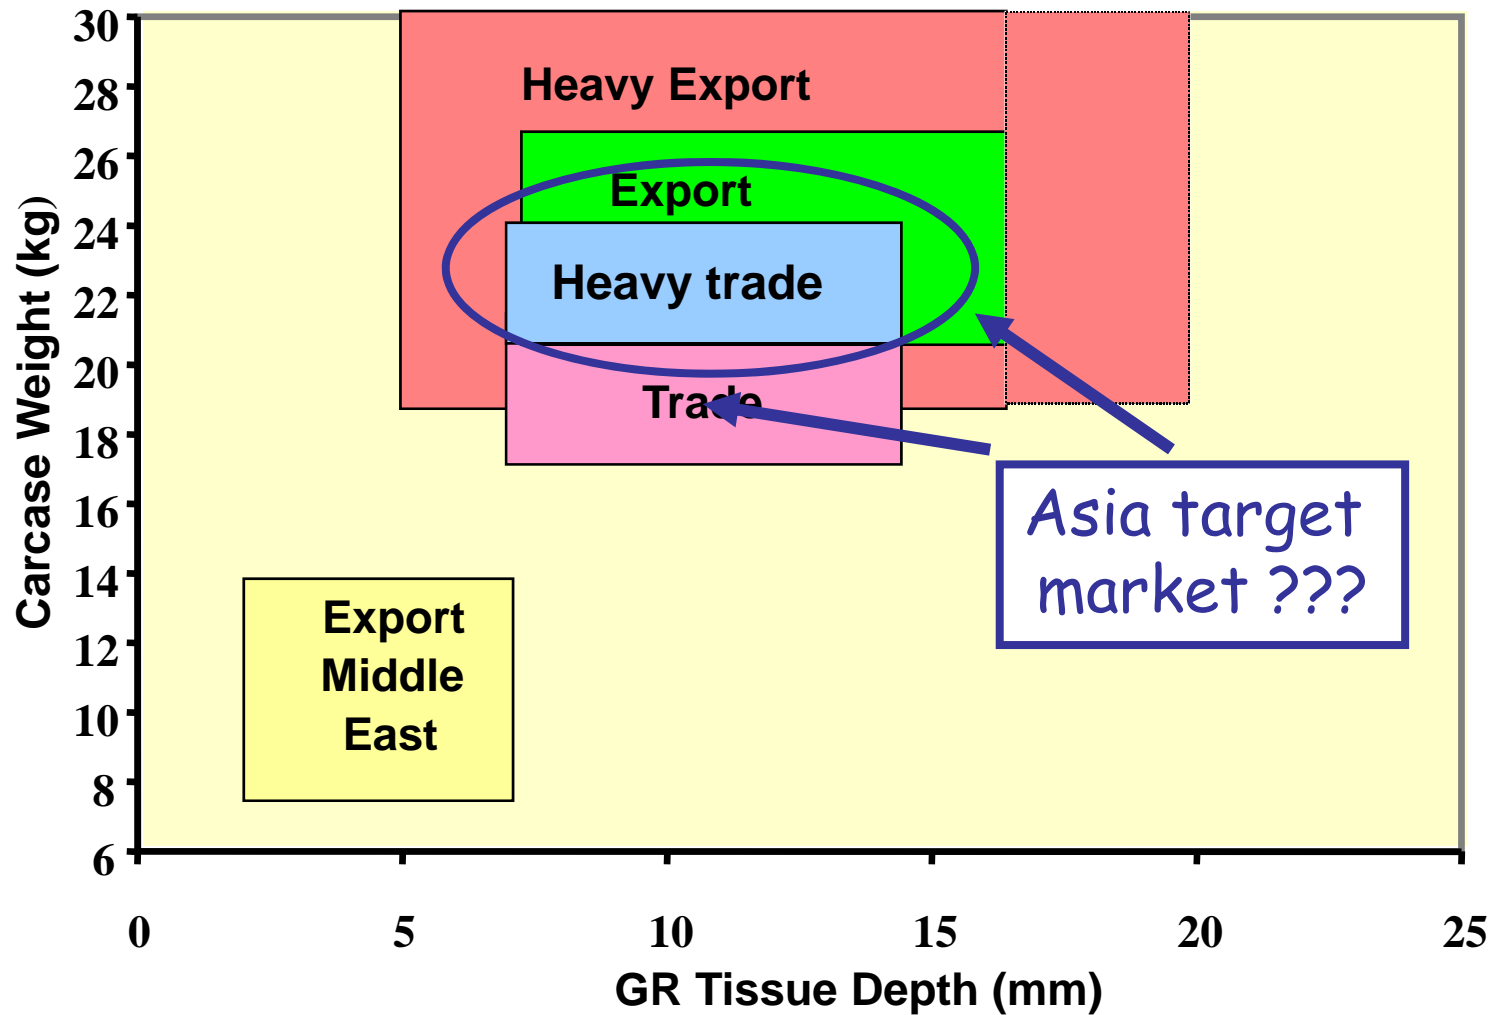 30
28
26
24
22
20
18
16
14
12
10
8
6
Carcase Weight (kg)
Heavy Export
Export
Heavy trade
Trade
Asia target
market ???
Export
Middle
East
0 5 10 15 20 25
GR Tissue Depth (mm)